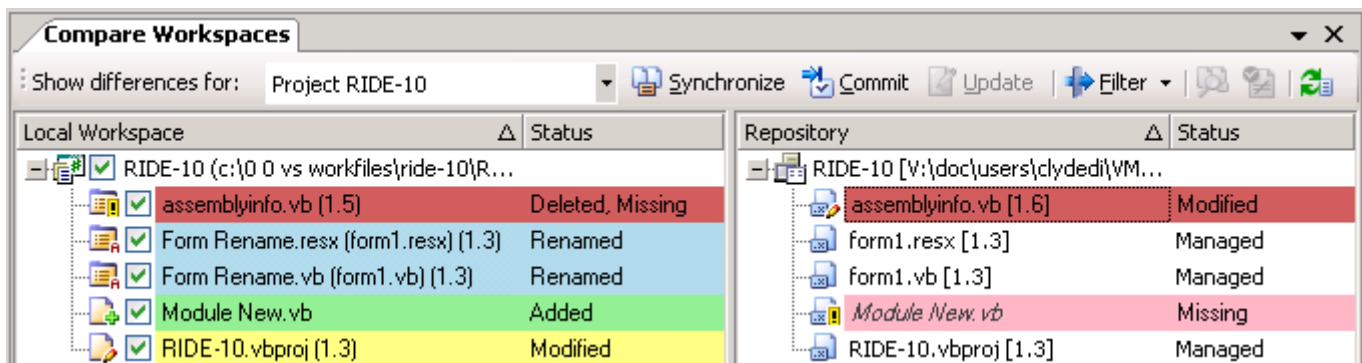 Compare Workspaces
Show differences for: Project RIDE-10 Synchronize Commit Update Filter
Local Workspace Status Repository Status
RIDE-10 (c:\0 0 vs workfiles\ride-10\R... RIDE-10 [V:\doc\users\clydedi\VM...
assemblyinfo.vb (1.5) Deleted, Missing assemblyinfo.vb [1.6] Modified
Form Rename.resx (form1.resx) (1.3) Renamed form1.resx [1.3] Managed
Form Rename.vb (form1.vb) (1.3) Renamed form1.vb [1.3] Managed
Module New.vb Added Module New.vb Missing
RIDE-10.vbproj (1.3) Modified RIDE-10.vbproj [1.3] Managed